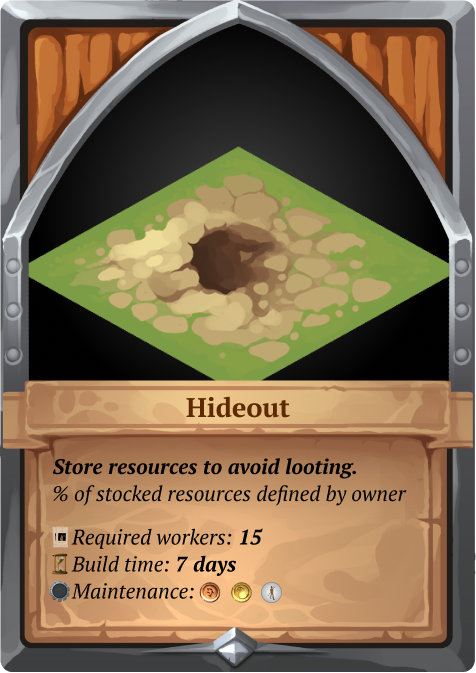 Hideout
Store resources to avoid looting.
% of stocked resources defined by owner
Required workers: 15
Build time: 7 days
Maintenance: